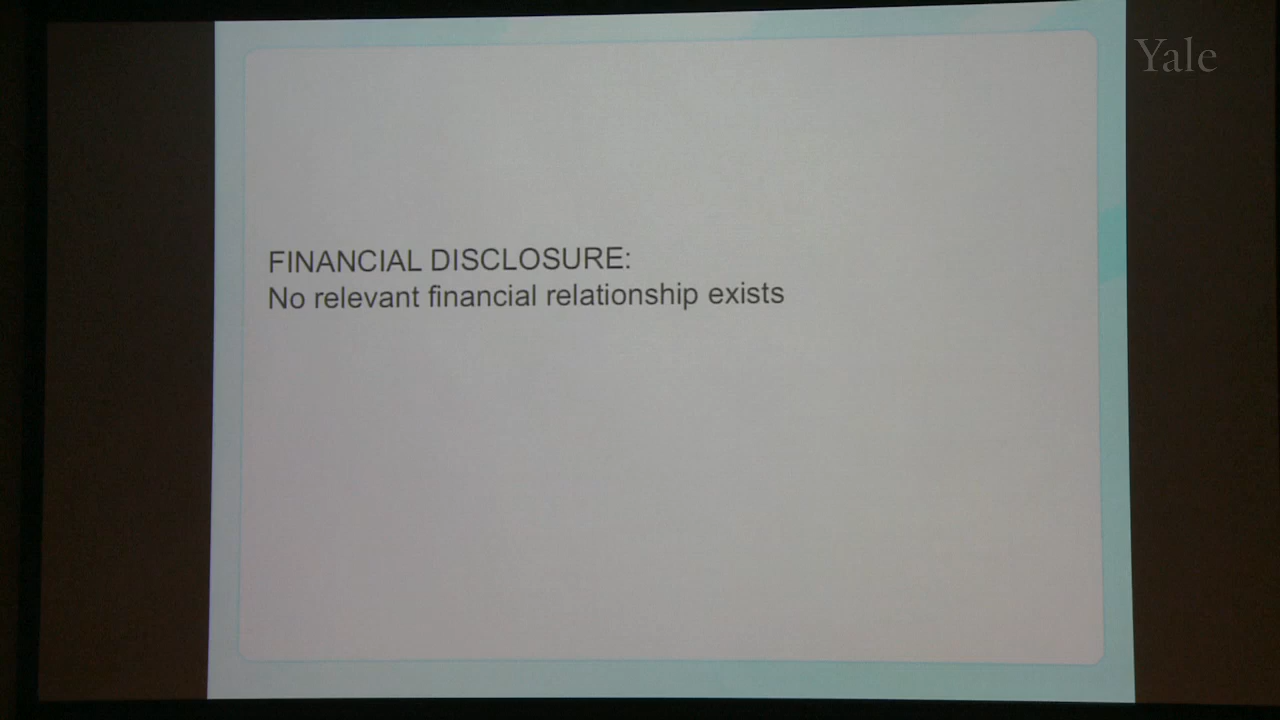 Yale
FINANCIAL DISCLOSURE:
No relevant financial relationship exists